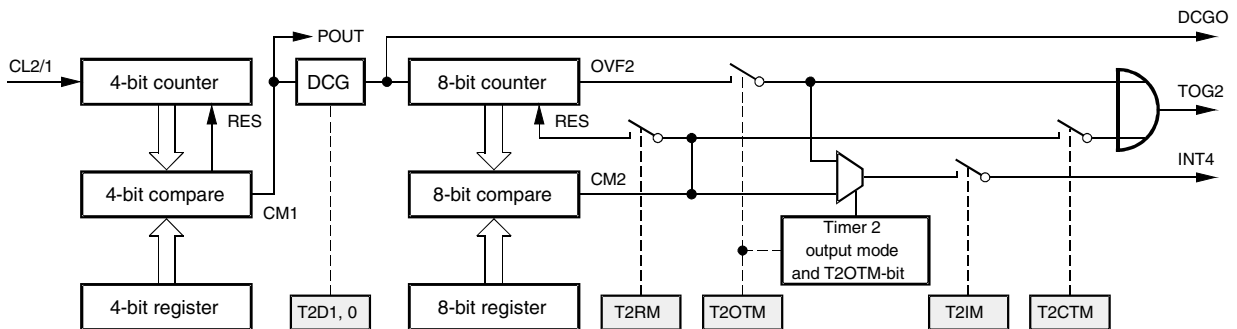 DCGO
POUT
CL2/1
4-bit counter
DCG
8-bit counter
OVF2
TOG2
RES
RES
INT4
4-bit compare
8-bit compare
CM2
CM1
Timer 2
output mode
and T2OTM-bit
4-bit register
T2D1, 0
8-bit register
T2RM
T2OTM
T2IM
T2CTM